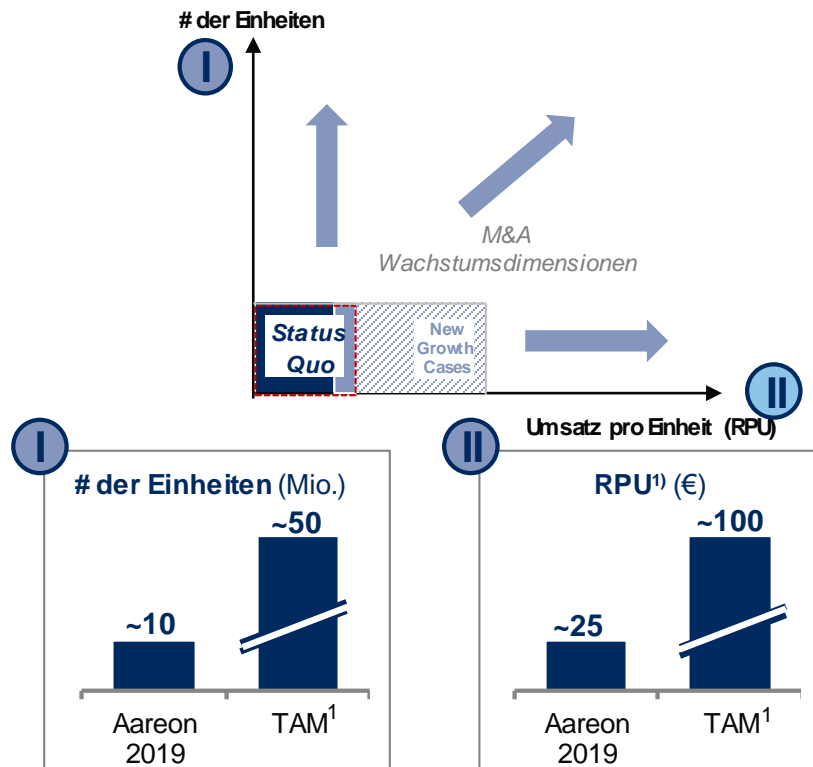 # der Einheiten
I
M&A
Wachstumsdimensionen
Status
Quo
New
Growth
Cases
II
Umsatz pro Einheit (RPU)
I
# der Einheiten (Mio.)
~50
~10
Aareon
2019
TAM¹
II
RPU¹⁾ (€)
~100
~25
Aareon
2019
TAM¹